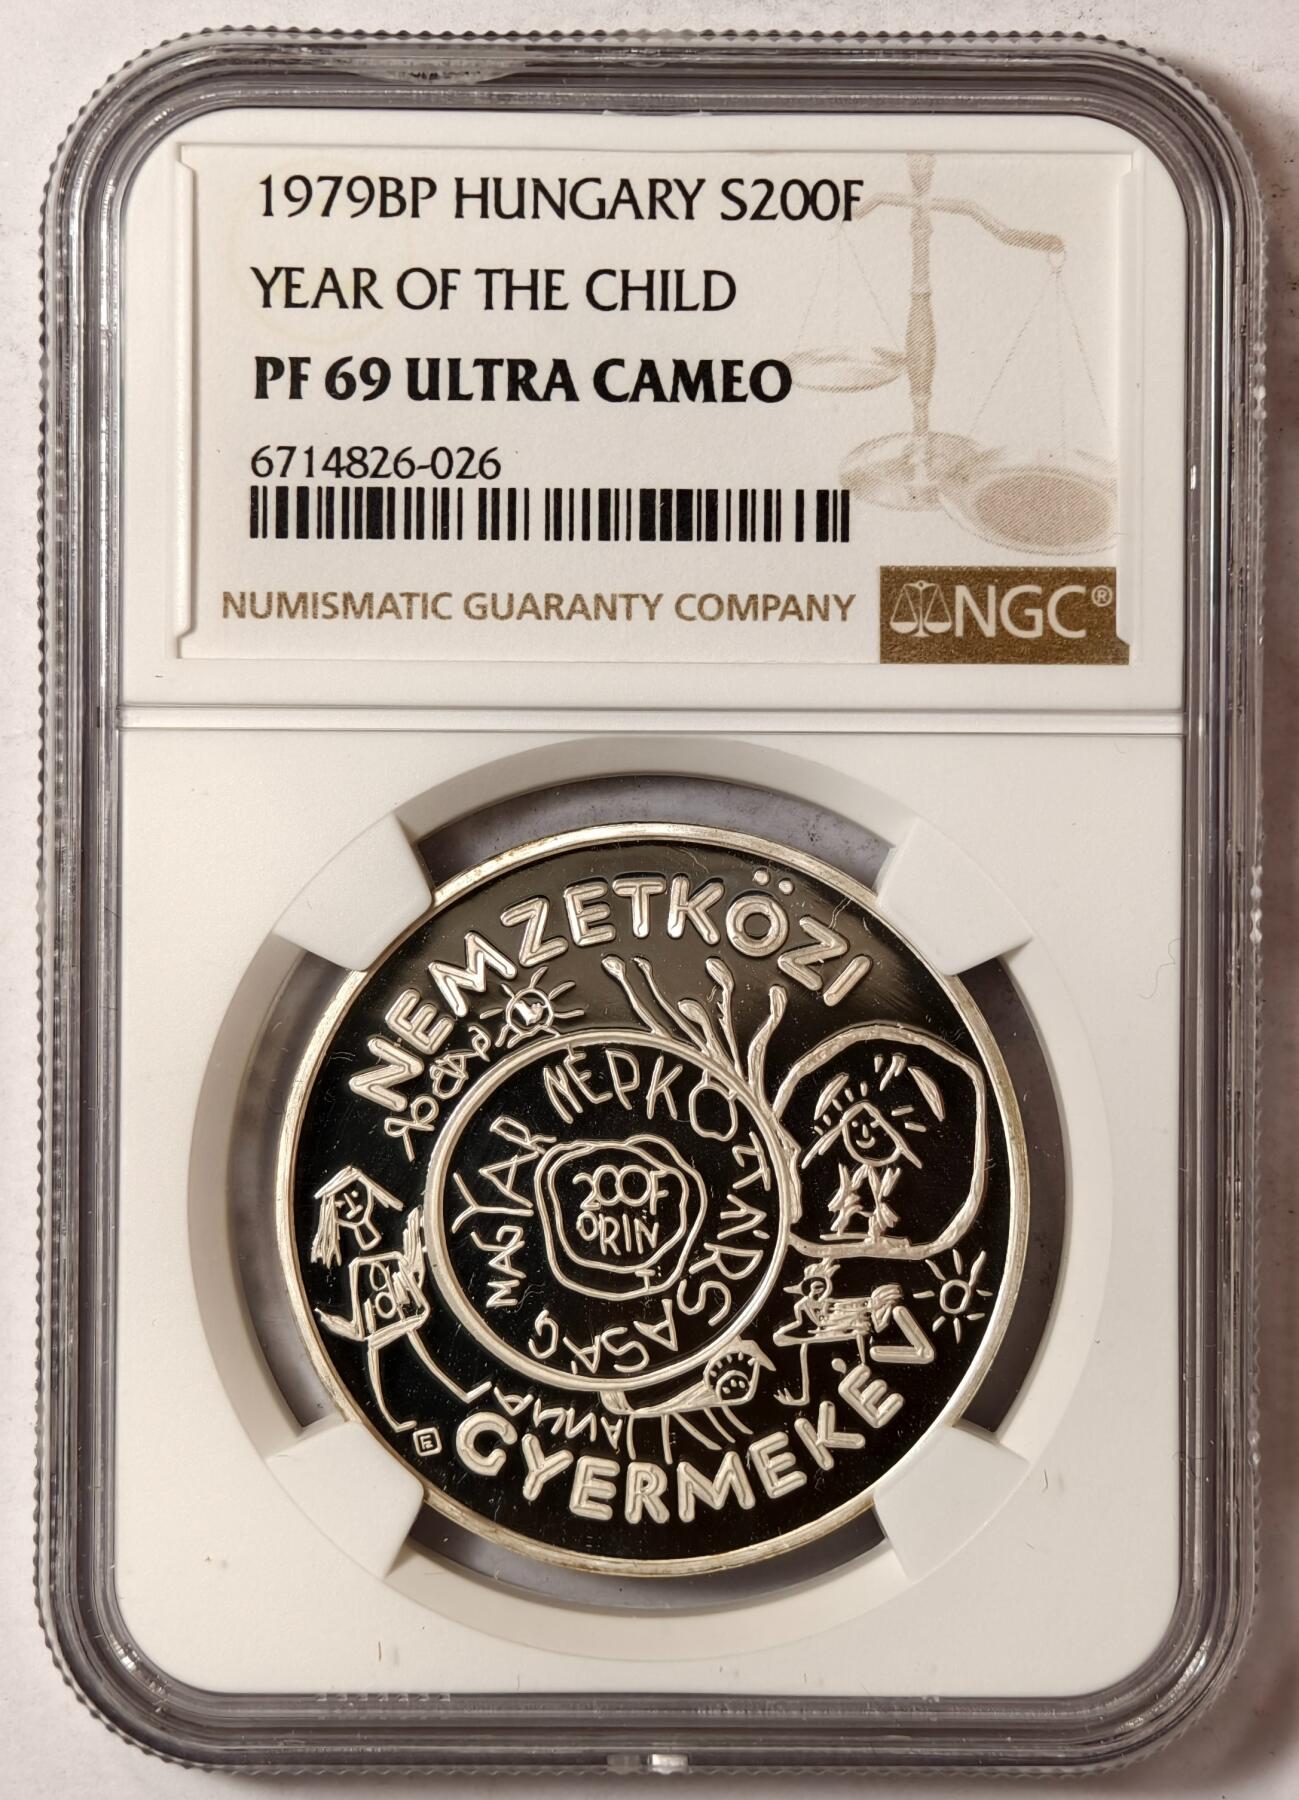 1979BP HUNGARY S200F
YEAR OF THE CHILD
PF 69 ULTRA CAMEO
6714826-026
NUMISMATIC GUARANTY COMPANY
NGC®
NEMZETKÖZI
GYERMEKÉV
MAGYAR NÉPKÖZTÁRSASÁG
200F
ORIN
T